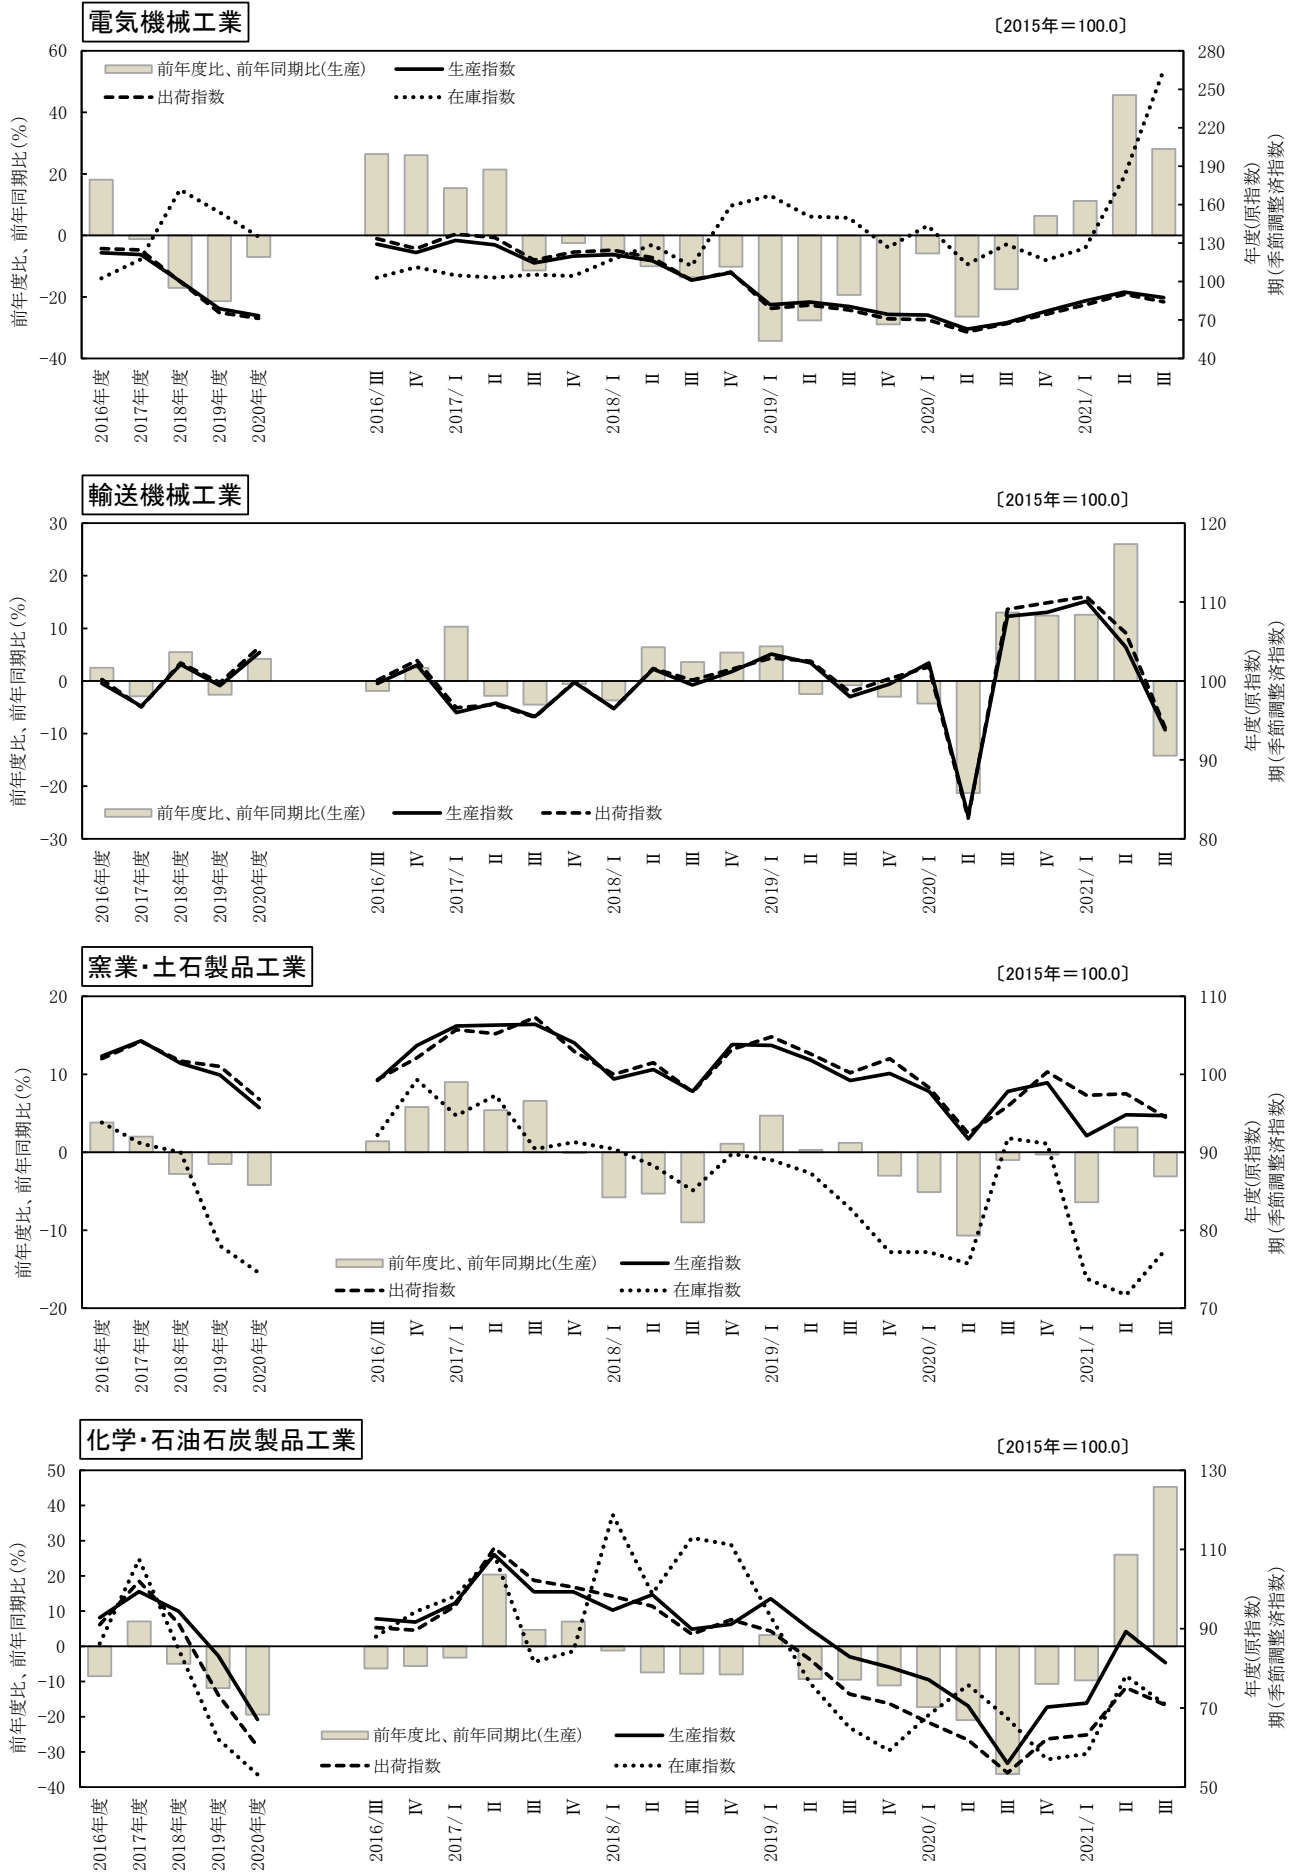 電気機械工業
〔2015年＝100.0〕
前年度比、前年同期比(％)
60
40
20
0
−20
−40
280
250
220
190
160
130
100
70
40
年度(原指数)
期(季節調整済指数)
前年度比、前年同期比(生産)
生産指数
出荷指数
在庫指数
2016年度
2017年度
2018年度
2019年度
2020年度
2016/Ⅲ
Ⅳ
2017/Ⅰ
Ⅱ
Ⅲ
Ⅳ
2018/Ⅰ
Ⅱ
Ⅲ
Ⅳ
2019/Ⅰ
Ⅱ
Ⅲ
Ⅳ
2020/Ⅰ
Ⅱ
Ⅲ
Ⅳ
2021/Ⅰ
Ⅱ
Ⅲ
輸送機械工業
〔2015年＝100.0〕
前年度比、前年同期比(％)
30
20
10
0
−10
−20
−30
120
110
100
90
80
年度(原指数)
期(季節調整済指数)
前年度比、前年同期比(生産)
生産指数
出荷指数
2016年度
2017年度
2018年度
2019年度
2020年度
2016/Ⅲ
Ⅳ
2017/Ⅰ
Ⅱ
Ⅲ
Ⅳ
2018/Ⅰ
Ⅱ
Ⅲ
Ⅳ
2019/Ⅰ
Ⅱ
Ⅲ
Ⅳ
2020/Ⅰ
Ⅱ
Ⅲ
Ⅳ
2021/Ⅰ
Ⅱ
Ⅲ
窯業･土石製品工業
〔2015年＝100.0〕
前年度比、前年同期比(％)
20
10
0
−10
−20
110
100
90
80
70
年度(原指数)
期(季節調整済指数)
前年度比、前年同期比(生産)
生産指数
出荷指数
在庫指数
2016年度
2017年度
2018年度
2019年度
2020年度
2016/Ⅲ
Ⅳ
2017/Ⅰ
Ⅱ
Ⅲ
Ⅳ
2018/Ⅰ
Ⅱ
Ⅲ
Ⅳ
2019/Ⅰ
Ⅱ
Ⅲ
Ⅳ
2020/Ⅰ
Ⅱ
Ⅲ
Ⅳ
2021/Ⅰ
Ⅱ
Ⅲ
化学･石油石炭製品工業
〔2015年＝100.0〕
前年度比、前年同期比(％)
50
40
30
20
10
0
−10
−20
−30
−40
130
110
90
70
50
年度(原指数)
期(季節調整済指数)
前年度比、前年同期比(生産)
生産指数
出荷指数
在庫指数
2016年度
2017年度
2018年度
2019年度
2020年度
2016/Ⅲ
Ⅳ
2017/Ⅰ
Ⅱ
Ⅲ
Ⅳ
2018/Ⅰ
Ⅱ
Ⅲ
Ⅳ
2019/Ⅰ
Ⅱ
Ⅲ
Ⅳ
2020/Ⅰ
Ⅱ
Ⅲ
Ⅳ
2021/Ⅰ
Ⅱ
Ⅲ